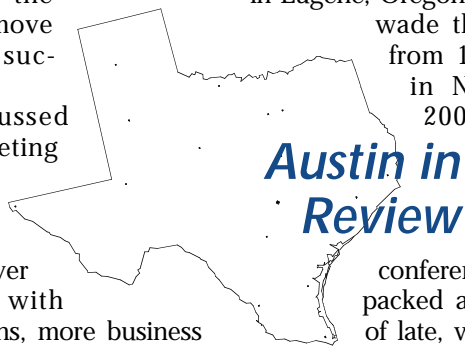 the
move
suc-
ussed
eting
ver
with
ns, more business
Austin in
Review
in Eugene, Oregon
wade th
from 1
in N
200
conferen
packed a
of late, v